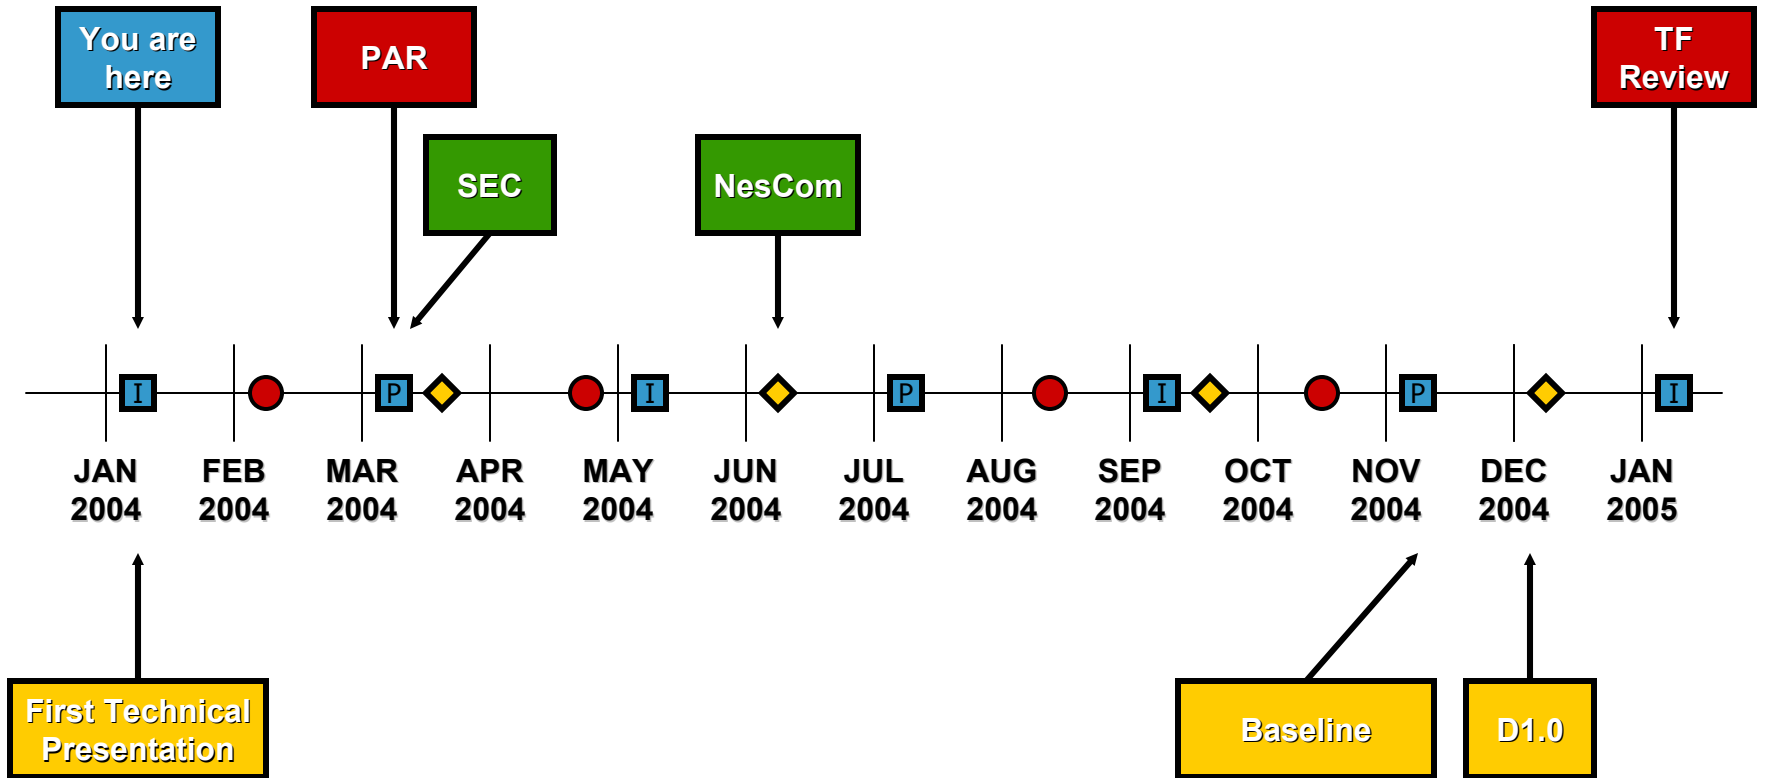 You are
here
PAR
TF
Review
SEC
NesCom
I
P
I
P
I
P
I
JAN
2004
FEB
2004
MAR
2004
APR
2004
MAY
2004
JUN
2004
JUL
2004
AUG
2004
SEP
2004
OCT
2004
NOV
2004
DEC
2004
JAN
2005
First Technical
Presentation
Baseline
D1.0